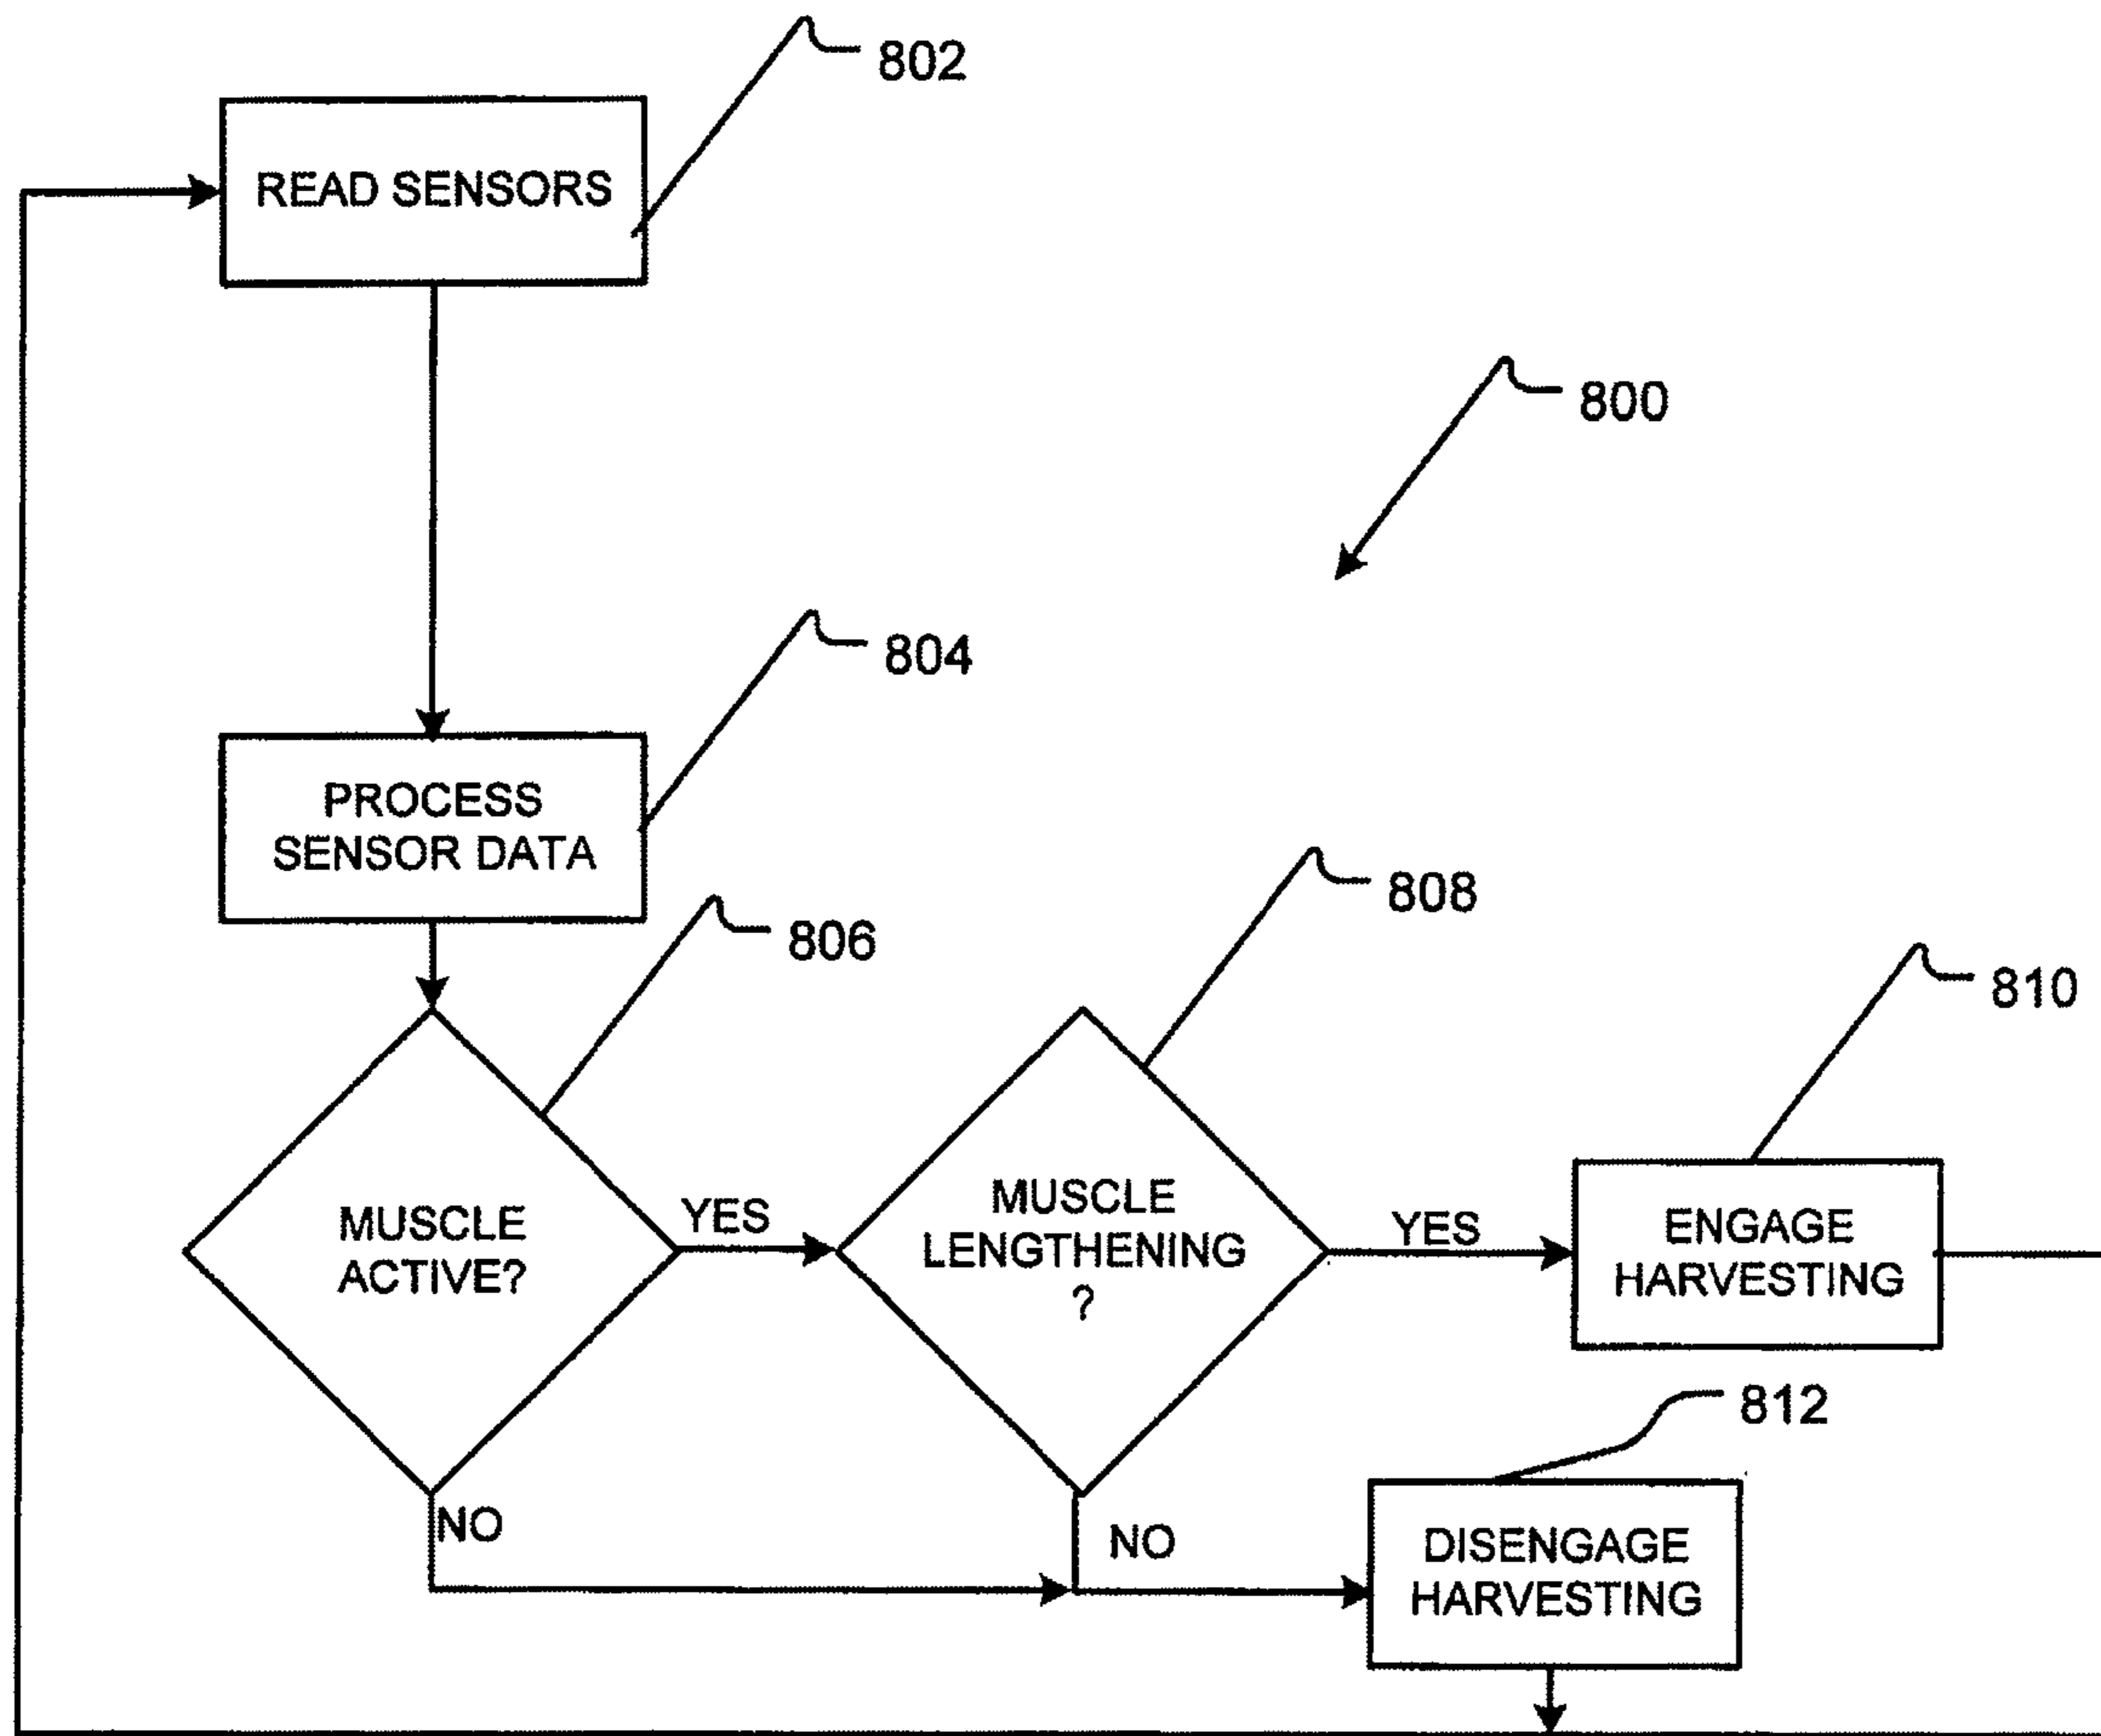 802
READ SENSORS
800
804
PROCESS
SENSOR DATA
808
806
810
MUSCLE
ACTIVE?
YES
MUSCLE
LENGTHENING
?
YES
ENGAGE
HARVESTING
812
NO
NO
DISENGAGE
HARVESTING